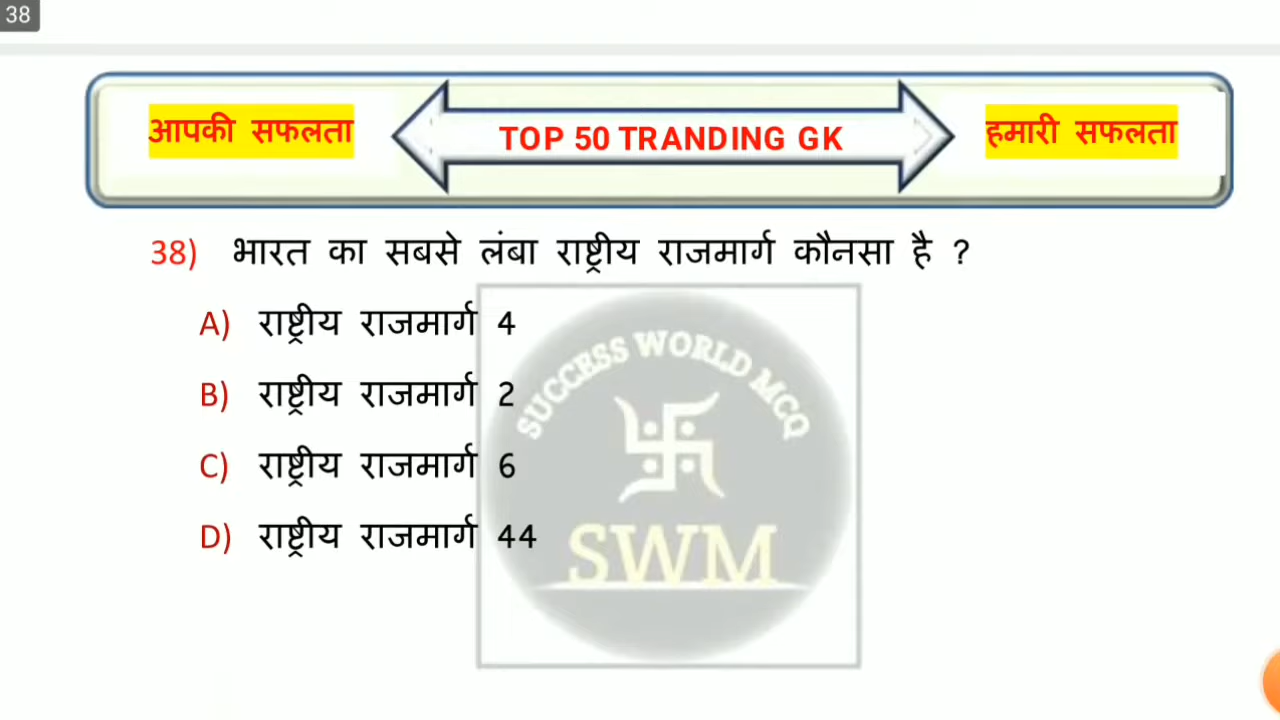 38
आपकी सफलता
TOP 50 TRANDING GK
हमारी सफलता
38) भारत का सबसे लंबा राष्ट्रीय राजमार्ग कौनसा है ?
A) राष्ट्रीय राजमार्ग 4
B) राष्ट्रीय राजमार्ग 2
C) राष्ट्रीय राजमार्ग 6
D) राष्ट्रीय राजमार्ग 44
SUCCESS WORLD MCQ
SWM